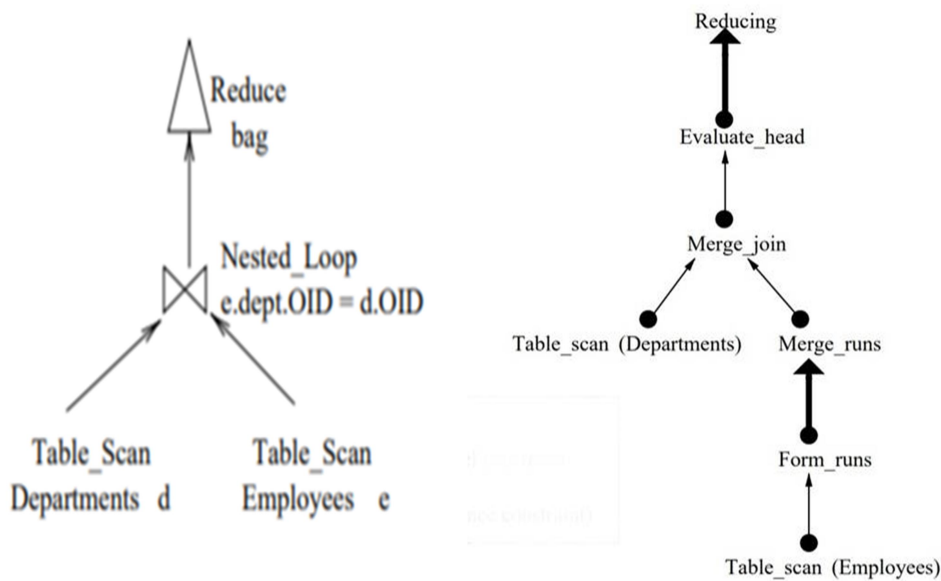 Reduce
bag
Nested_Loop
e.dept.OID = d.OID
Table_Scan
Departments d
Table_Scan
Employees e
Reducing
Evaluate_head
Merge_join
Table_scan (Departments)
Merge_runs
Form_runs
Table_scan (Employees)